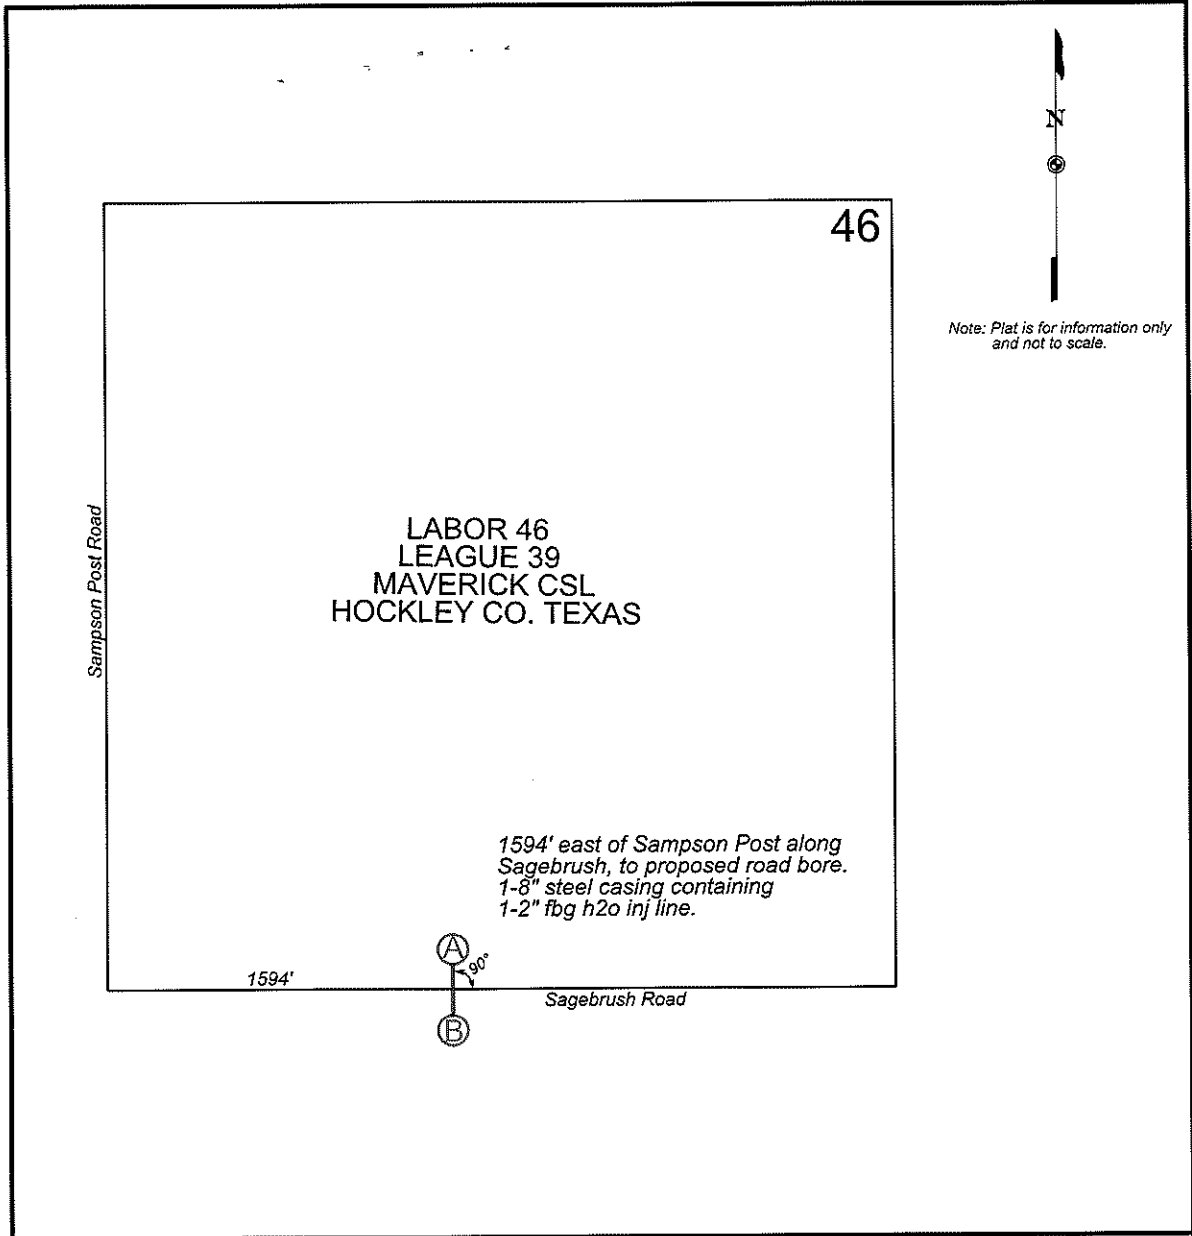 N
46
Note: Plat is for information only
and not to scale.
Sampson Post Road
LABOR 46
LEAGUE 39
MAVERICK CSL
HOCKLEY CO. TEXAS
1594' east of Sampson Post along
Sagebrush, to proposed road bore.
1-8" steel casing containing
1-2" fbg h2o inj line.
A
90°
1594'
Sagebrush Road
B